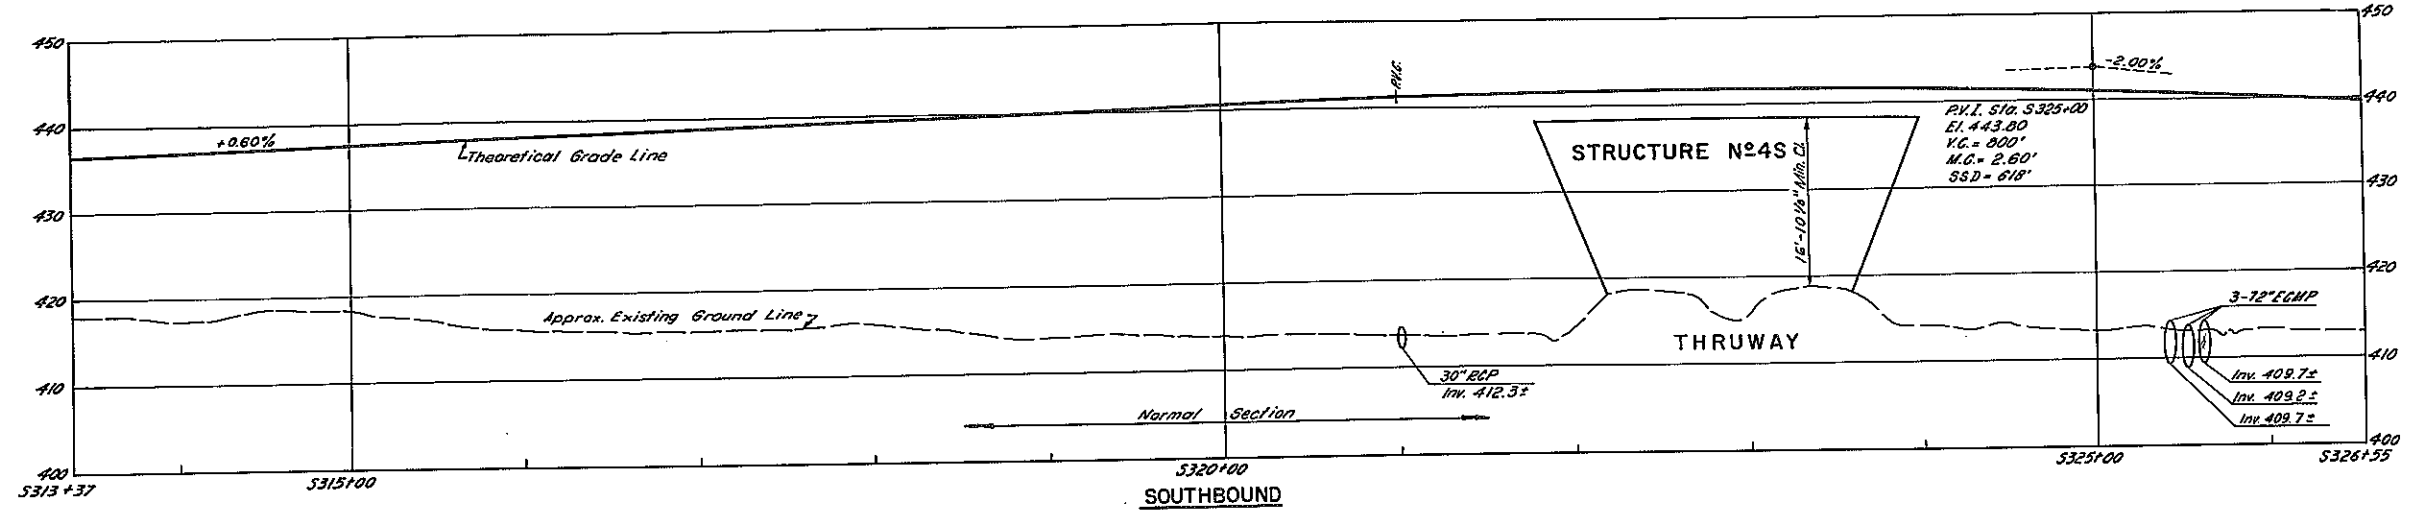 450
450
P.V.C.
-2.00%
440
440
+0.60%
Theoretical Grade Line
P.V.I. Sta. S325+00
El. 443.80
V.C. = 800'
M.O. = 2.60'
SSD = 618'
STRUCTURE Nº4S
16'-10 1/8" Min. Cl.
430
430
420
420
Approx. Existing Ground Line
3-72" ECMP
THRUWAY
410
410
30" RCP
Inv. 412.3±
Inv. 409.7±
Inv. 409.2±
Inv. 409.7±
Normal Section
400
400
S313+37
S315+00
S320+00
S325+00
S326+55
SOUTHBOUND